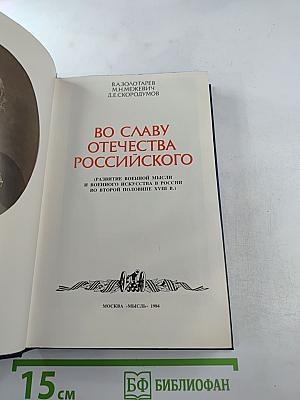 В.А.ЗОЛОТАРЕВ
М.Н.МЕЖЕВИЧ
Д.Е.СКОРОДУМОВ
ВО СЛАВУ
ОТЕЧЕСТВА
РОССИЙСКОГО
(РАЗВИТИЕ ВОЕННОЙ МЫСЛИ
И ВОЕННОГО ИСКУССТВА В РОССИИ
ВО ВТОРОЙ ПОЛОВИНЕ XVIII В.)
МОСКВА «МЫСЛЬ» 1984
15 см
БФ БИБЛИОФАН